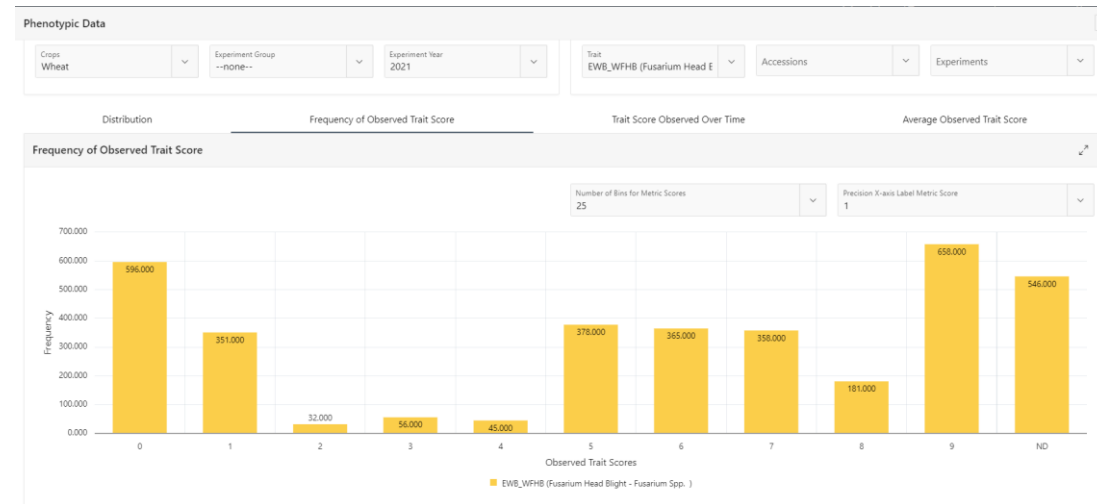 Phenotypic Data
Crops
Wheat
Experiment Group
--none--
Experiment Year
2021
Trait
EWB_WFHB (Fusarium Head E
Accessions
Experiments
Distribution
Frequency of Observed Trait Score
Trait Score Observed Over Time
Average Observed Trait Score
Frequency of Observed Trait Score
Number of Bins for Metric Scores
25
Precision X-axis Label Metric Score
1
Frequency
700.000
600.000
500.000
400.000
300.000
200.000
100.000
0.000
596.000
351.000
32.000
56.000
45.000
378.000
365.000
358.000
181.000
658.000
546.000
0 1 2 3 4 5 6 7 8 9 ND
Observed Trait Scores
EWB_WFHB (Fusarium Head Blight - Fusarium Spp. )